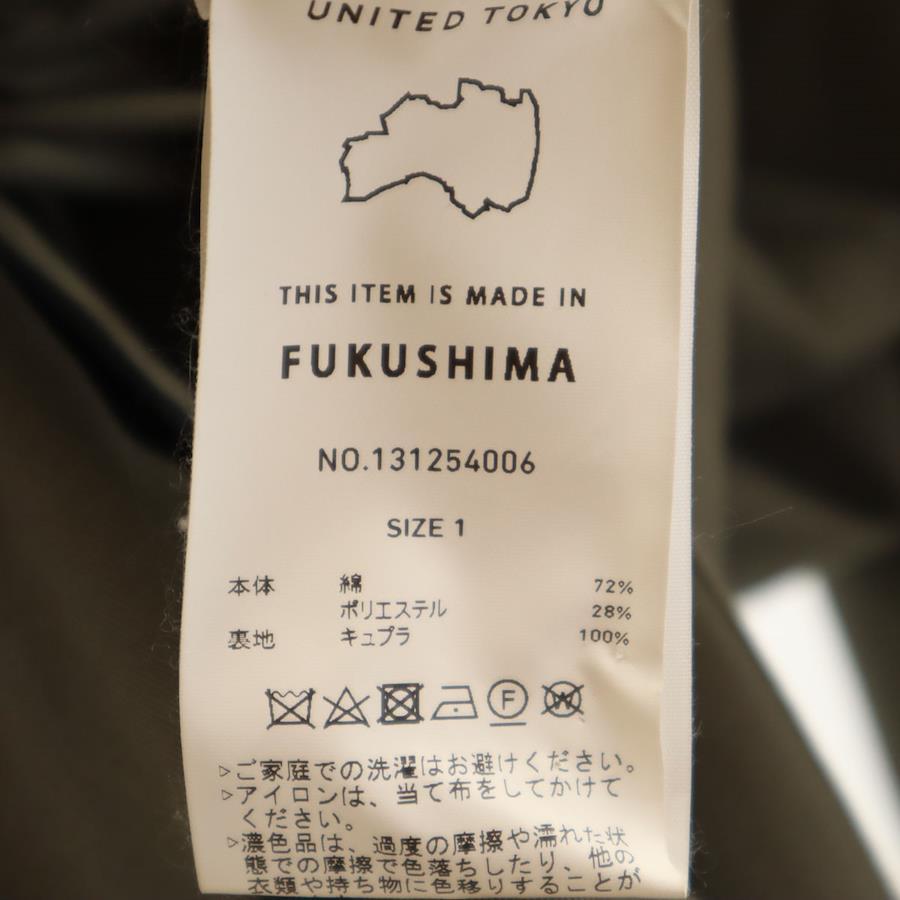 UNITED TOKYO
THIS ITEM IS MADE IN
FUKUSHIMA
NO.131254006
SIZE 1
本体 綿 72%
ポリエステル 28%
裏地 キュプラ 100%
F W
▷ご家庭での洗濯はお避けください。
▷アイロンは、当て布をしてかけて
ください。
▷濃色品は、過度の摩擦や濡れた状
態での摩擦で色落ちしたり、他の
衣類や持ち物に色移りすることが